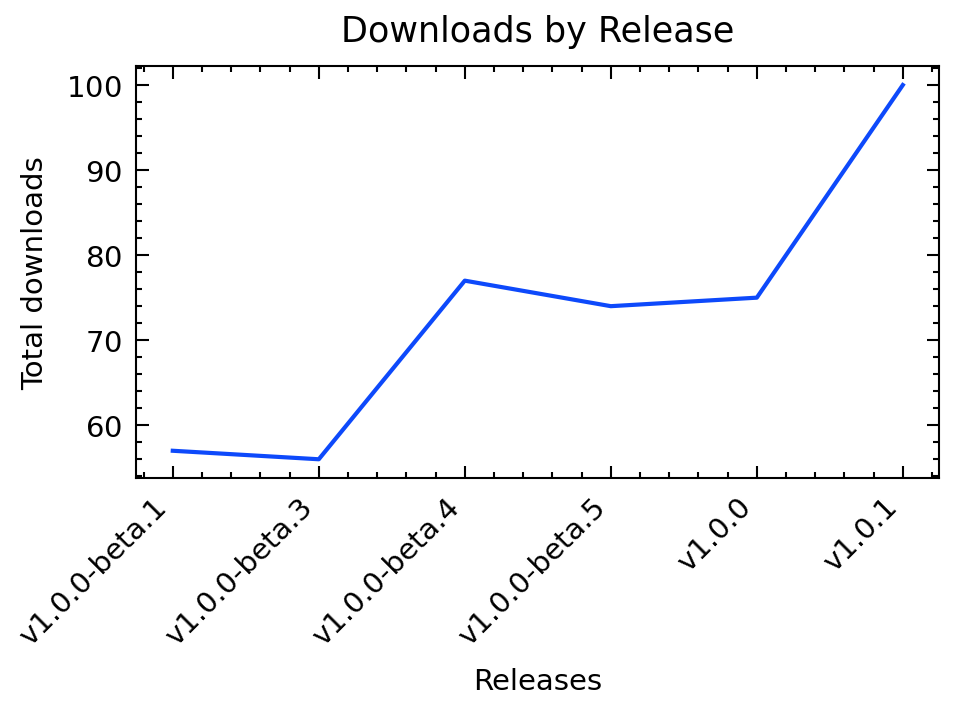 Downloads by Release
Total downloads
100
90
80
70
60
v1.0.0-beta.1
v1.0.0-beta.3
v1.0.0-beta.4
v1.0.0-beta.5
v1.0.0
v1.0.1
Releases